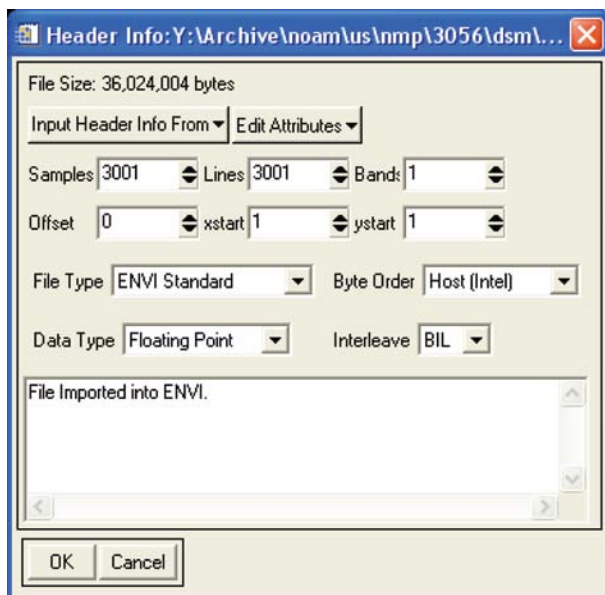 Header Info:Y:\Archive\noam\us\nmp\3056\dsm\...
File Size: 36,024,004 bytes
Input Header Info From Edit Attributes
Samples 3001 Lines 3001 Bands 1
Offset 0 xstart 1 ystart 1
File Type ENVI Standard Byte Order Host (Intel)
Data Type Floating Point Interleave BIL
File Imported into ENVI.
OK Cancel